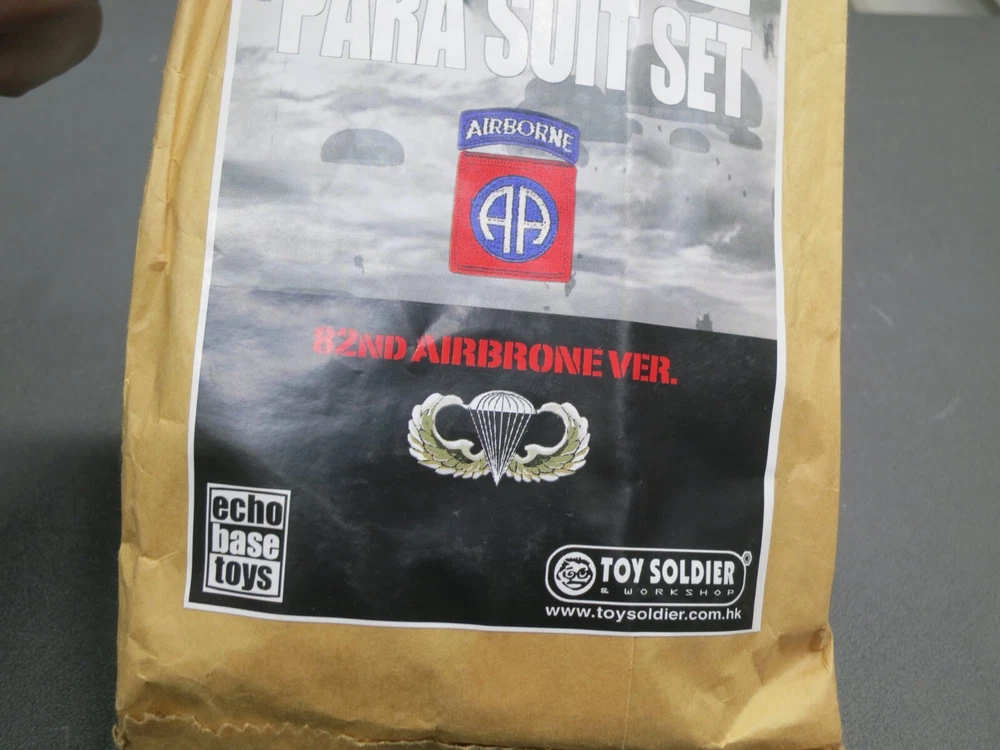 PARA SUIT SET
AIRBORNE
AA
82ND AIRBRONE VER.
echo
base
toys
TOY SOLDIER®
& WORKSHOP
www.toysoldier.com.hk